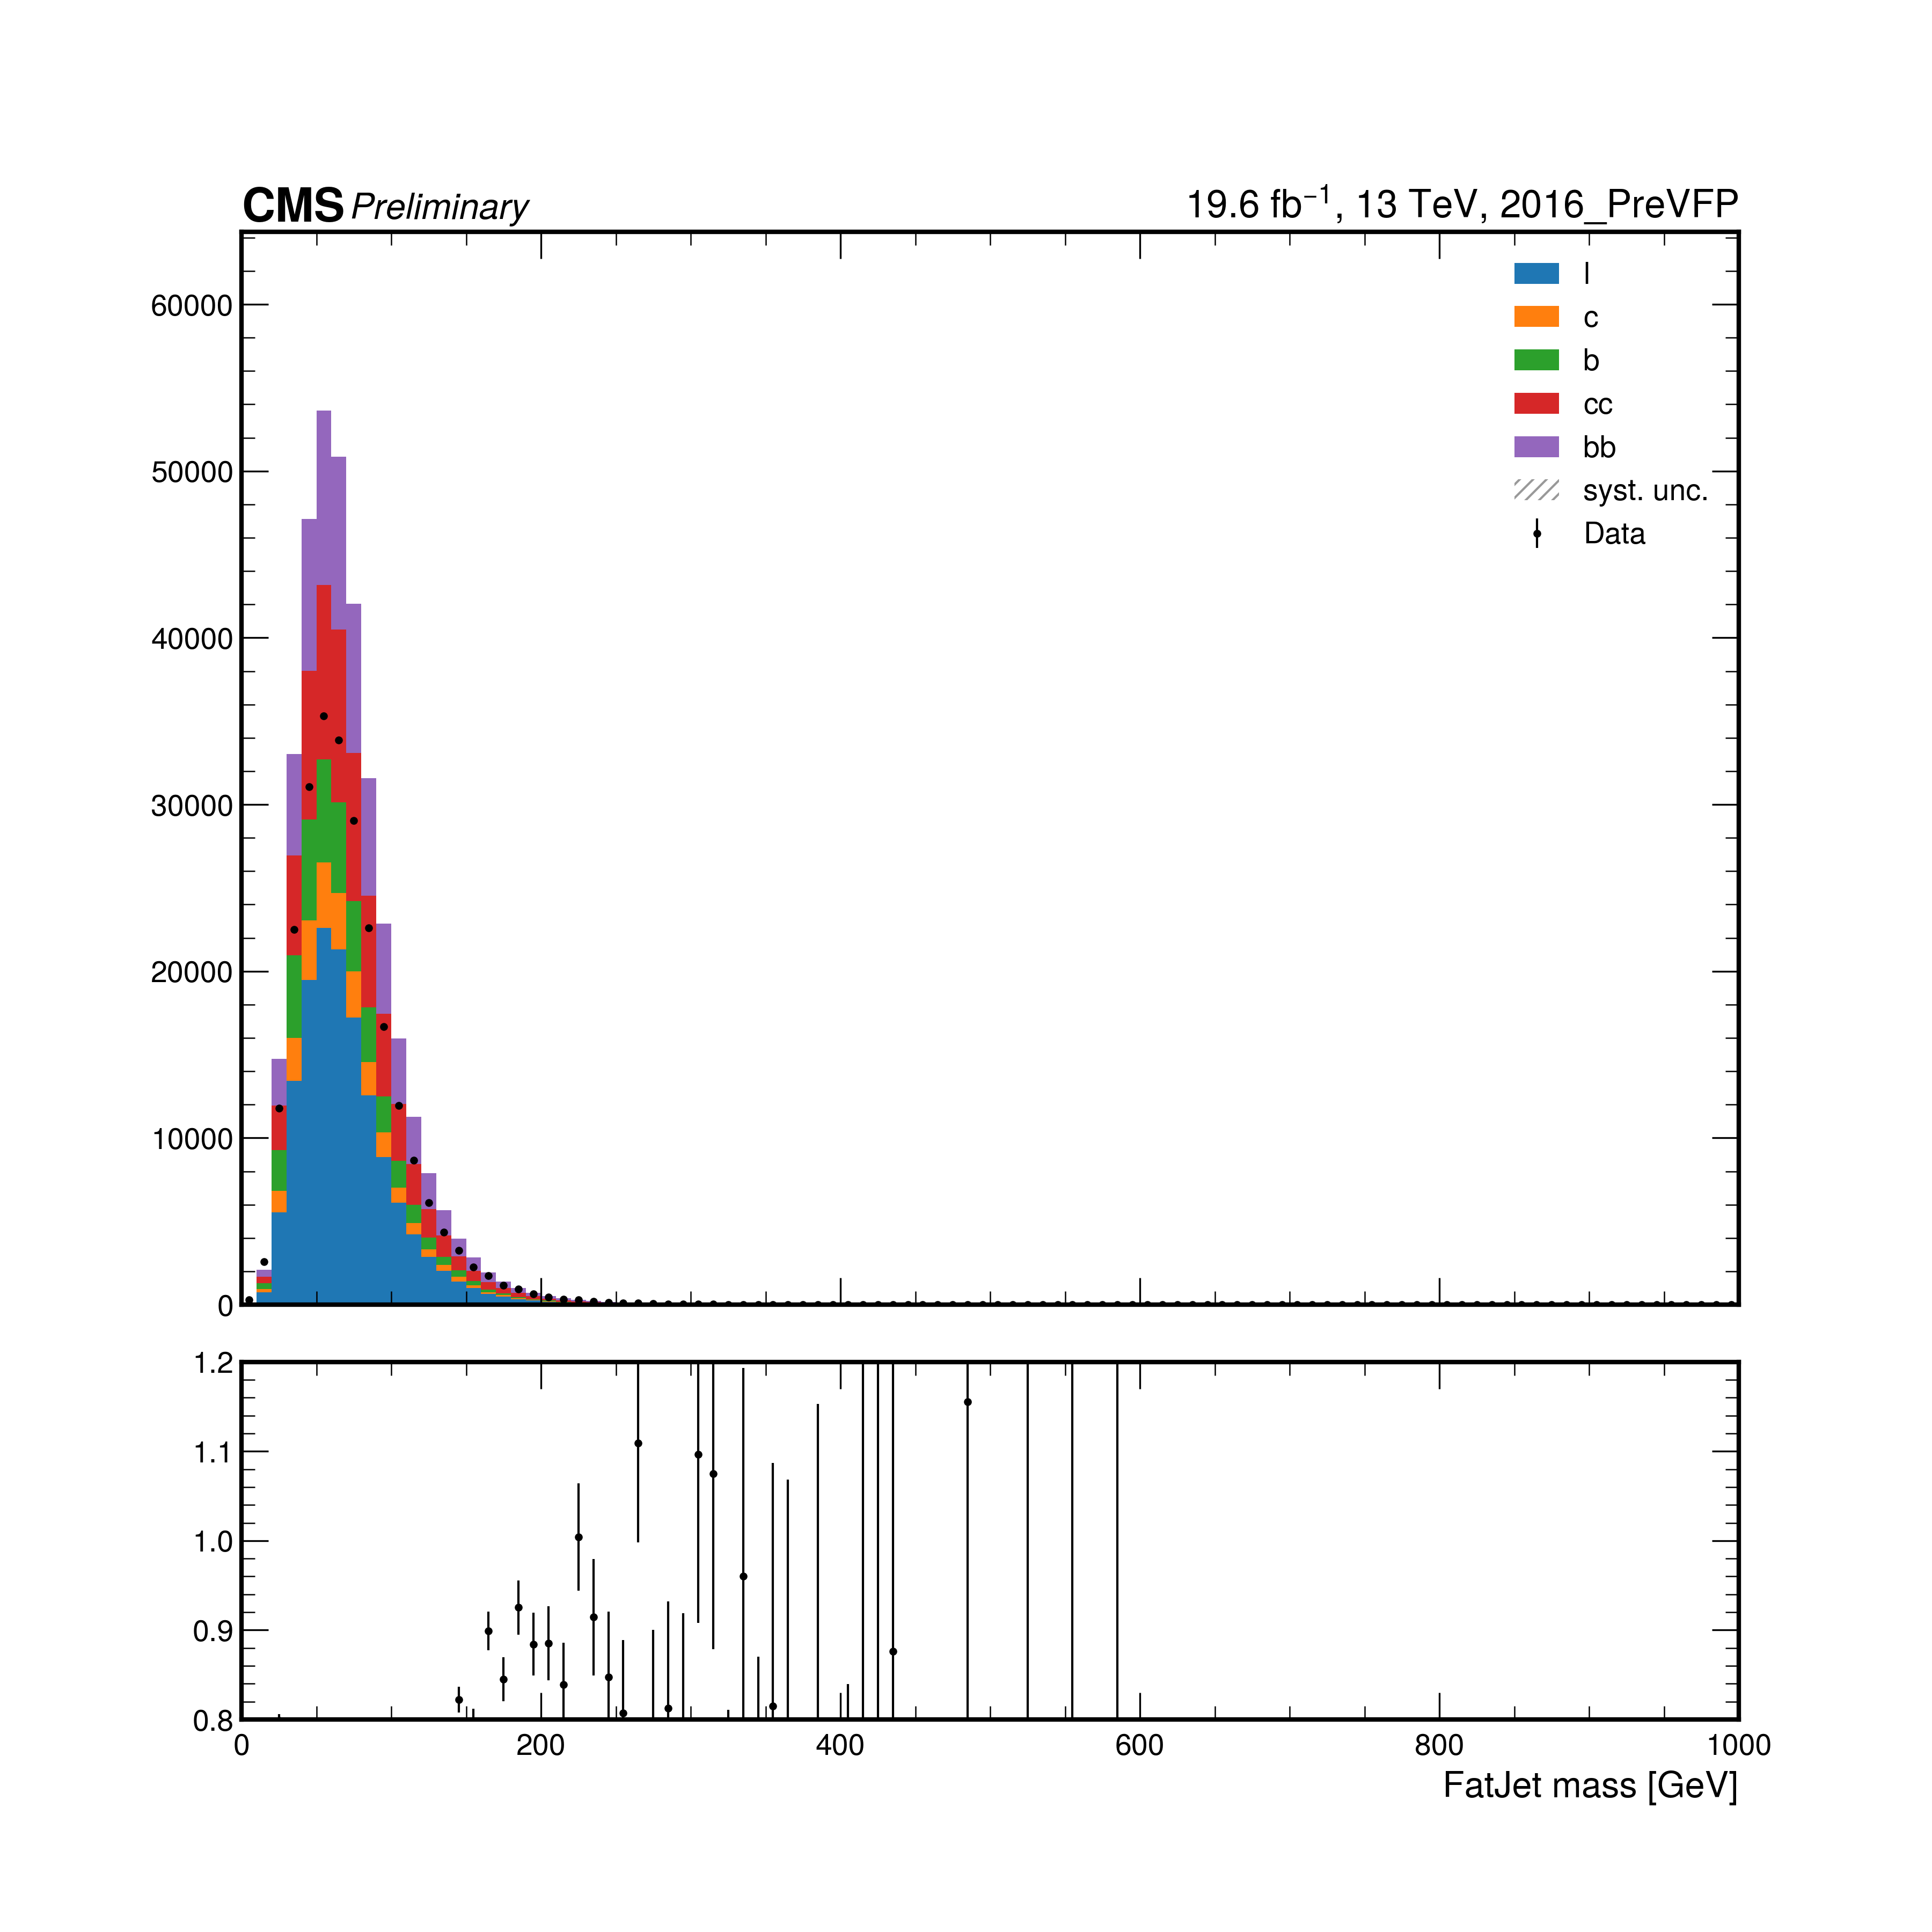 CMS Preliminary
19.6 fb⁻¹, 13 TeV, 2016_PreVFP
60000
50000
40000
30000
20000
10000
0
l
c
b
cc
bb
syst. unc.
Data
1.2
1.1
1.0
0.9
0.8
0 200 400 600 800 1000
FatJet mass [GeV]